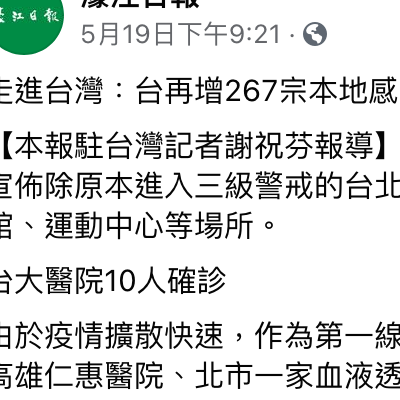 濠江日報
濠江日報
5月19日下午9:21 ·
走進台灣：台再增267宗本地感
【本報駐台灣記者謝祝芬報導】
宣佈除原本進入三級警戒的台北
館、運動中心等場所。
台大醫院10人確診
由於疫情擴散快速，作為第一線
高雄仁惠醫院、北市一家血液透